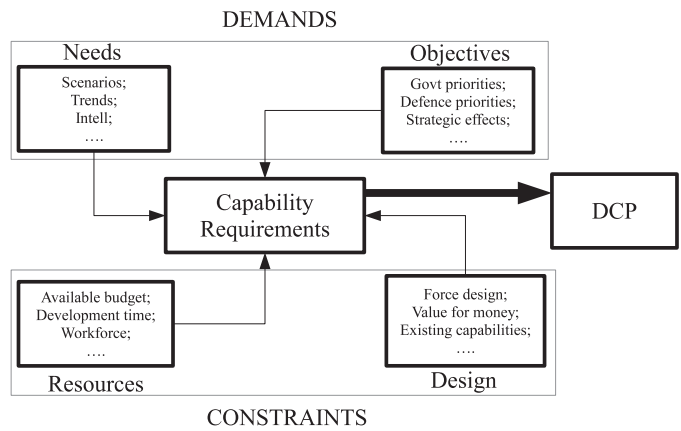 DEMANDS
Needs
Scenarios;
Trends;
Intell;
....
Objectives
Govt priorities;
Defence priorities;
Strategic effects;
....
Capability
Requirements
DCP
Available budget;
Development time;
Workforce;
....
Resources
Force design;
Value for money;
Existing capabilities;
....
Design
CONSTRAINTS